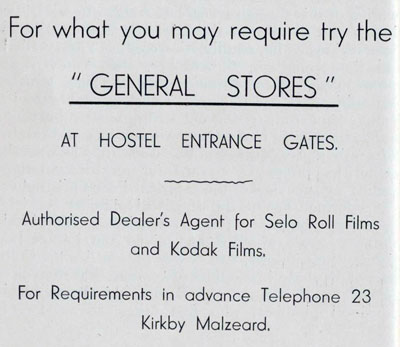 For what you may require try the
"GENERAL STORES"
AT HOSTEL ENTRANCE GATES.
Authorised Dealer's Agent for Selo Roll Films
and Kodak Films.
For Requirements in advance Telephone 23
Kirkby Malzeard.